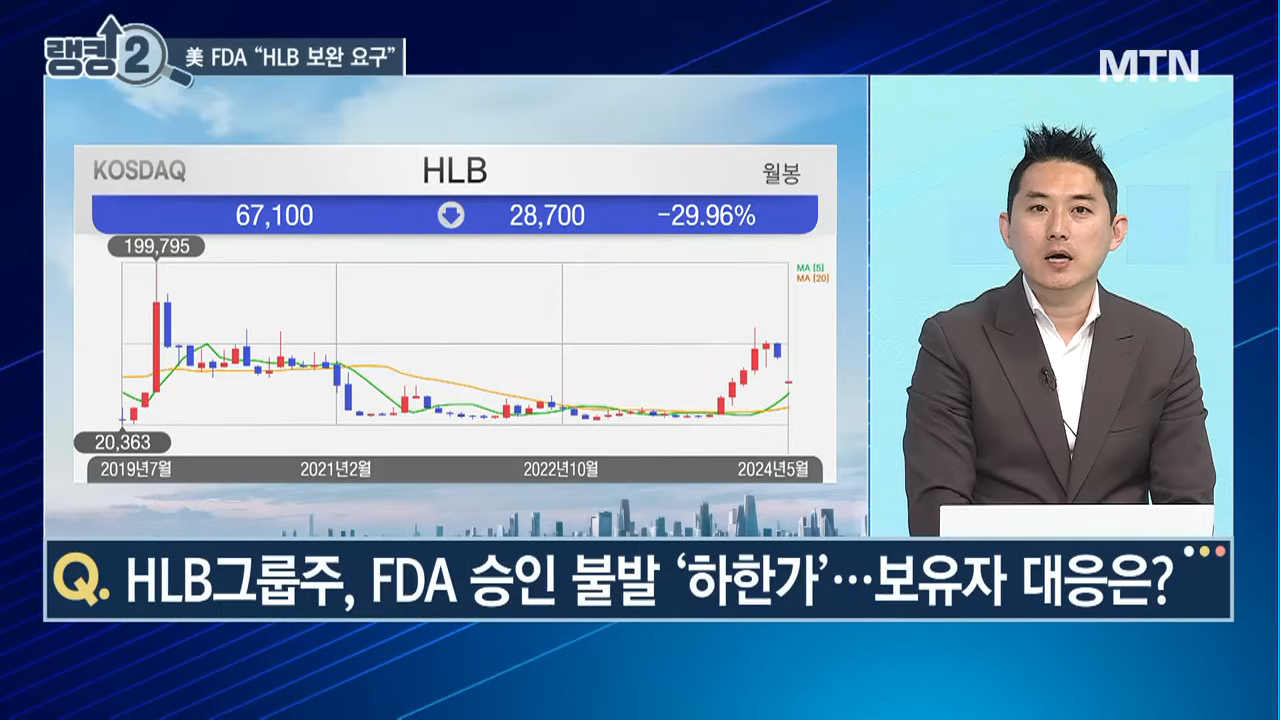 랭킹2
美 FDA “HLB 보완 요구”
MTN
KOSDAQ
HLB
월봉
67,100
28,700
-29.96%
199,795
MA [5]
MA [20]
20,363
2019년7월
2021년2월
2022년10월
2024년5월
Q. HLB그룹주, FDA 승인 불발 ‘하한가’…보유자 대응은?